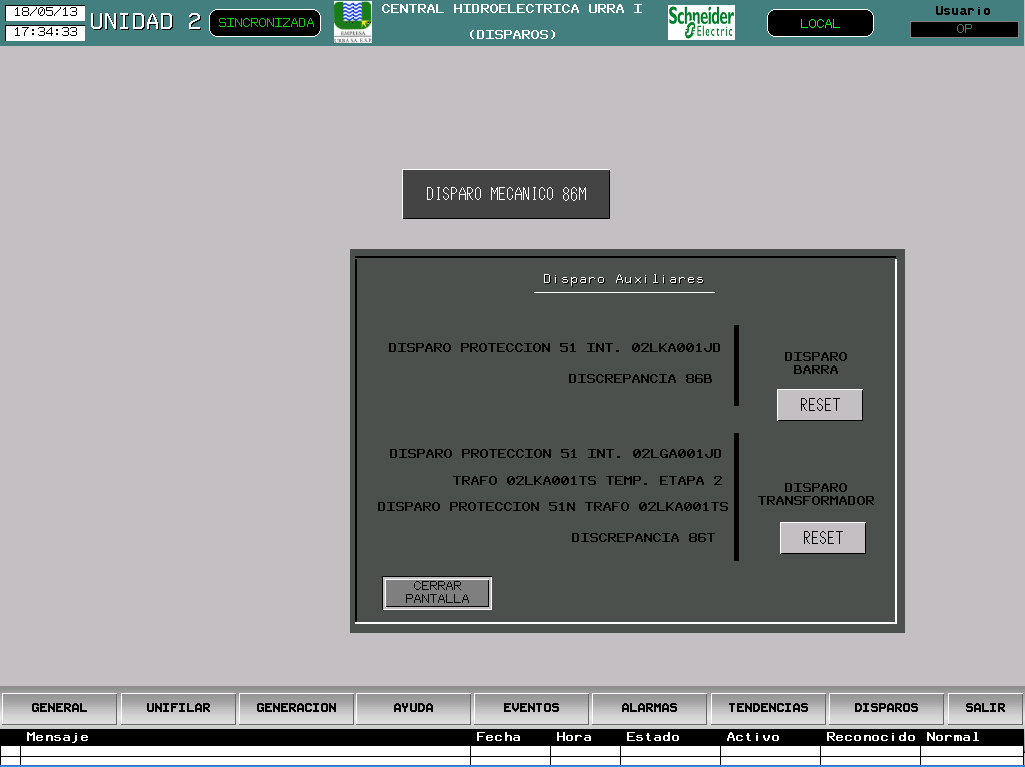 18/05/13
17:34:33
UNIDAD 2
SINCRONIZADA
EMPRESA
URRÁ S.A. E.S.P.
CENTRAL HIDROELECTRICA URRA I
(DISPAROS)
Schneider
Electric
LOCAL
Usuario
OP
DISPARO MECANICO 86M
Disparo Auxiliares
DISPARO PROTECCION 51 INT. 02LKA001JD
DISCREPANCIA 86B
DISPARO
BARRA
RESET
DISPARO PROTECCION 51 INT. 02LGA001JD
TRAFO 02LKA001TS TEMP. ETAPA 2
DISPARO PROTECCION 51N TRAFO 02LKA001TS
DISCREPANCIA 86T
DISPARO
TRANSFORMADOR
RESET
CERRAR
PANTALLA
GENERAL UNIFILAR GENERACION AYUDA EVENTOS ALARMAS TENDENCIAS DISPAROS SALIR
Mensaje Fecha Hora Estado Activo Reconocido Normal